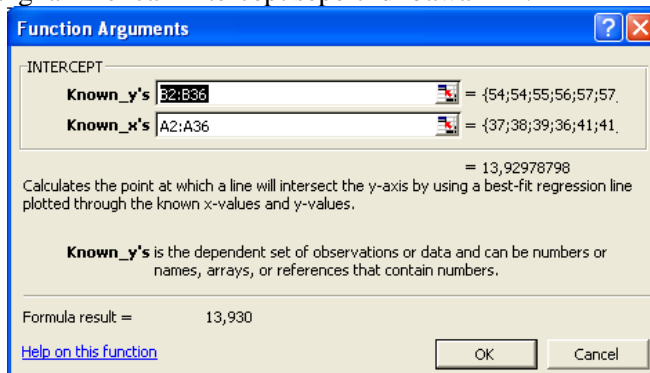 Function Arguments
INTERCEPT
Known_y's B2:B36 = {54;54;55;56;57;57
Known_x's A2:A36 = {37;38;39;36;41;41
= 13,92978798
Calculates the point at which a line will intersect the y-axis by using a best-fit regression line
plotted through the known x-values and y-values.
Known_y's is the dependent set of observations or data and can be numbers or
names, arrays, or references that contain numbers.
Formula result = 13,930
Help on this function
OK Cancel